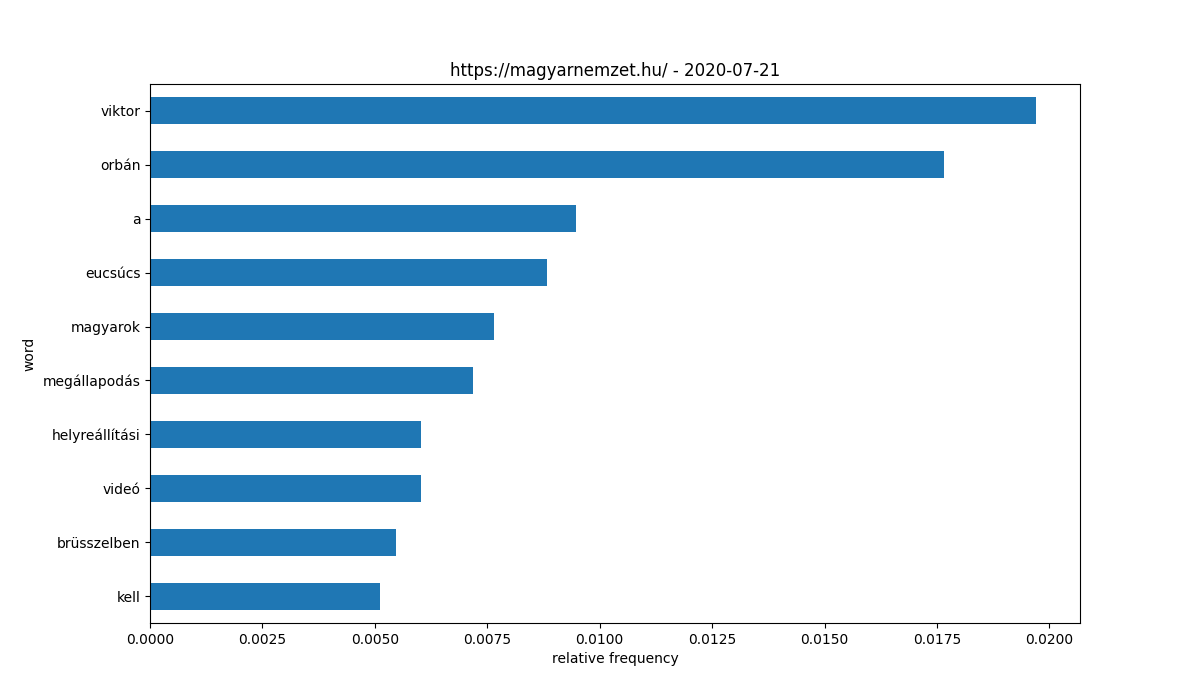 https://magyarnemzet.hu/ - 2020-07-21
viktor
orbán
a
eucsúcs
magyarok
megállapodás
helyreállítási
videó
brüsszelben
kell
word
0.0000 0.0025 0.0050 0.0075 0.0100 0.0125 0.0150 0.0175 0.0200
relative frequency